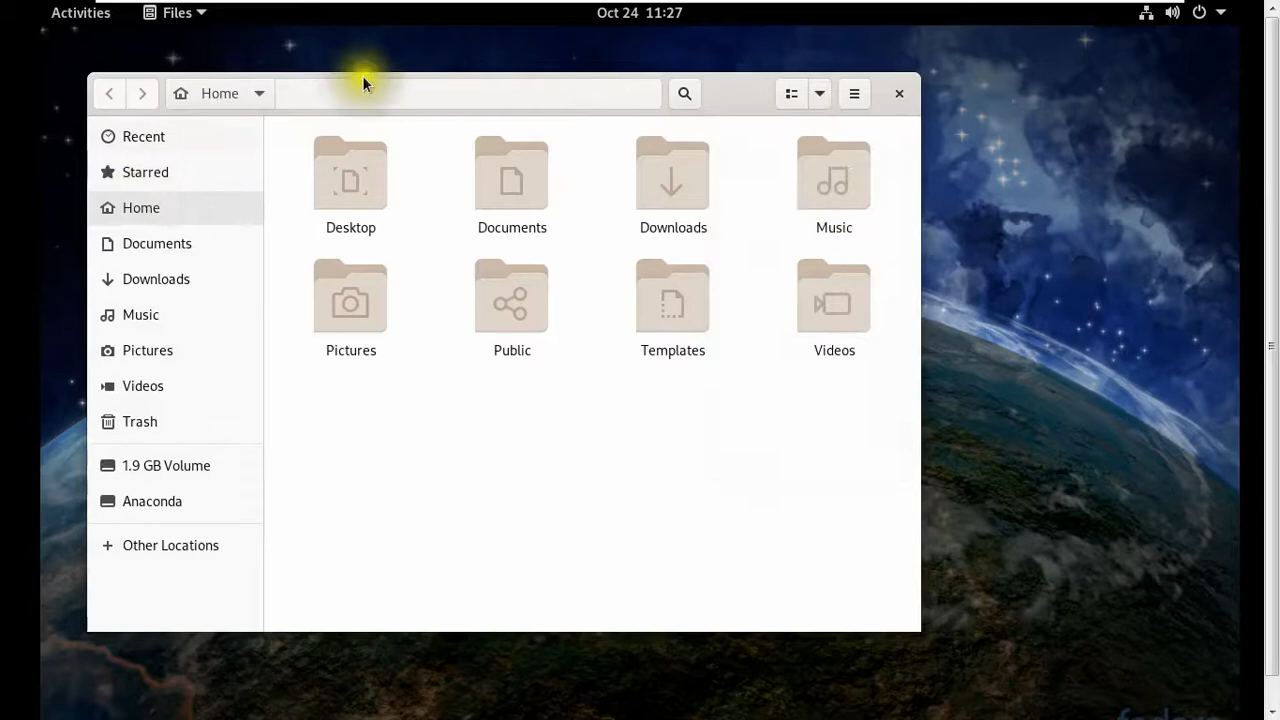 Activities
Files
Oct 24 11:27
Home
Recent
Starred
Home
Documents
Downloads
Music
Pictures
Videos
Trash
1.9 GB Volume
Anaconda
Other Locations
Desktop
Documents
Downloads
Music
Pictures
Public
Templates
Videos